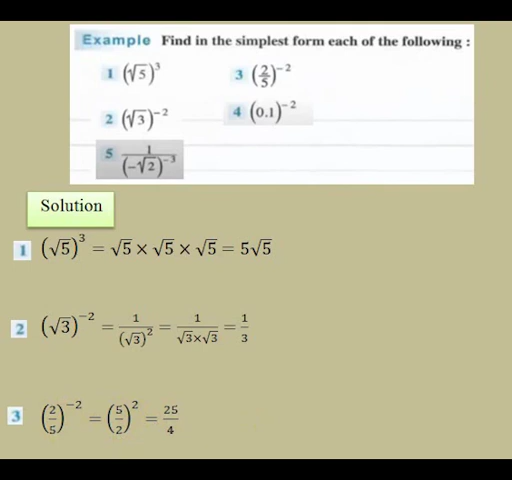 Example Find in the simplest form each of the following :
1 (√5)³ 3 (2/5)⁻²
2 (√3)⁻² 4 (0.1)⁻²
5 1/(−√2)⁻³
Solution
1 (√5)³ = √5 × √5 × √5 = 5√5
2 (√3)⁻² = 1/(√3)² = 1/(√3×√3) = 1/3
3 (2/5)⁻² = (5/2)² = 25/4